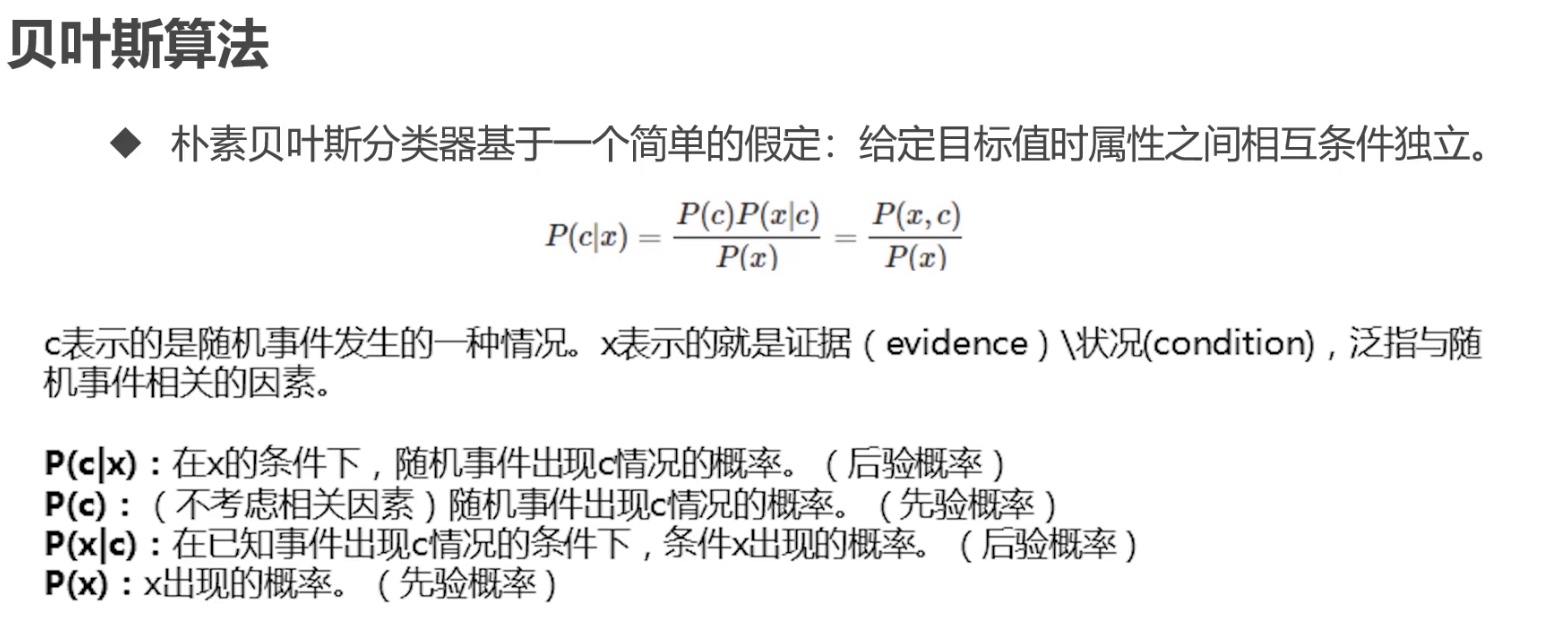 贝叶斯算法
◆ 朴素贝叶斯分类器基于一个简单的假定：给定目标值时属性之间相互条件独立。
P(c|x) = P(c)P(x|c) / P(x) = P(x,c) / P(x)
c表示的是随机事件发生的一种情况。x表示的就是证据（evidence）\状况(condition)，泛指与随
机事件相关的因素。
P(c|x)：在x的条件下，随机事件出现c情况的概率。（后验概率）
P(c)：（不考虑相关因素）随机事件出现c情况的概率。（先验概率）
P(x|c)：在已知事件出现c情况的条件下，条件x出现的概率。（后验概率）
P(x)：x出现的概率。（先验概率）